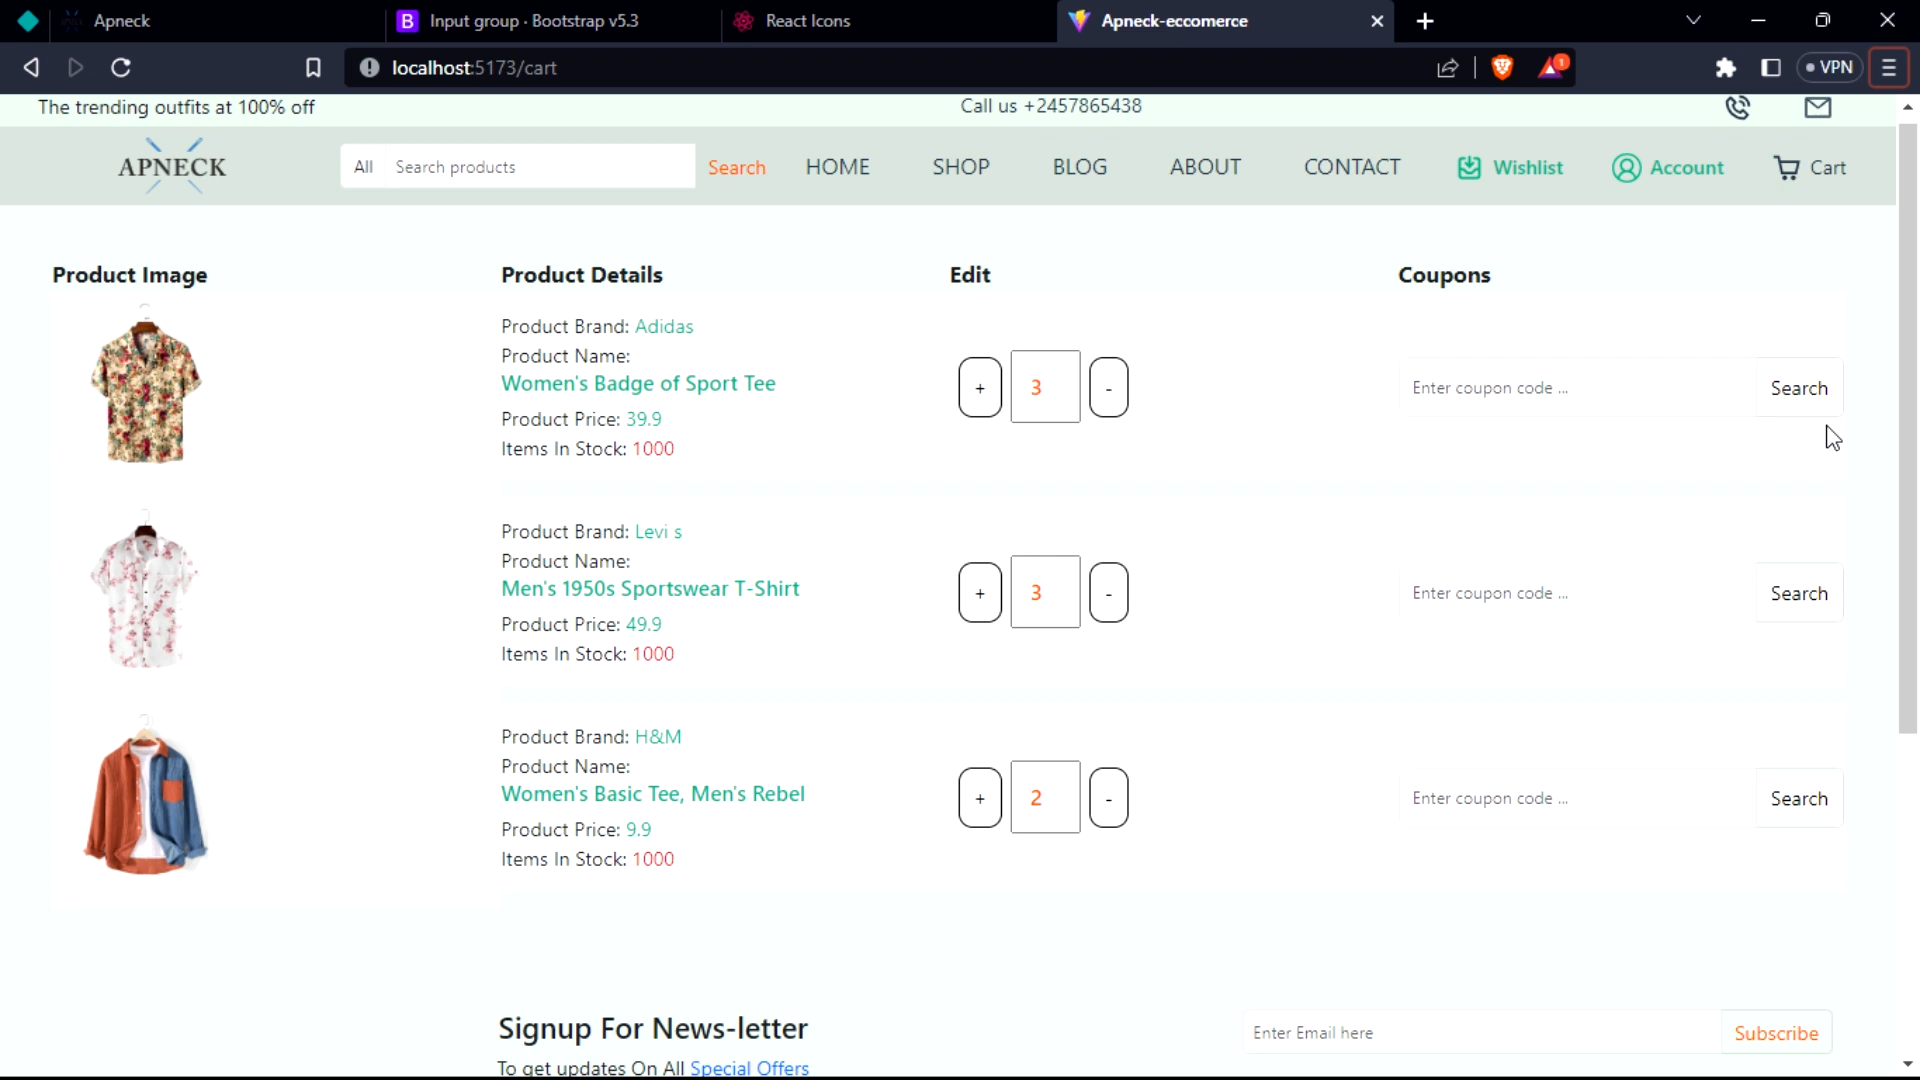 Apneck
B Input group · Bootstrap v5.3
React Icons
Apneck-eccomerce
localhost:5173/cart
1
VPN
The trending outfits at 100% off
Call us +2457865438
APNECK
All Search products Search
HOME SHOP BLOG ABOUT CONTACT Wishlist Account Cart
Product Image Product Details Edit Coupons
Product Brand: Adidas
Product Name:
Women's Badge of Sport Tee
Product Price: 39.9
Items In Stock: 1000
+ 3 -
Enter coupon code ... Search
Product Brand: Levi s
Product Name:
Men's 1950s Sportswear T-Shirt
Product Price: 49.9
Items In Stock: 1000
+ 3 -
Enter coupon code ... Search
Product Brand: H&M
Product Name:
Women's Basic Tee, Men's Rebel
Product Price: 9.9
Items In Stock: 1000
+ 2 -
Enter coupon code ... Search
Signup For News-letter
To get updates On All Special Offers
Enter Email here Subscribe